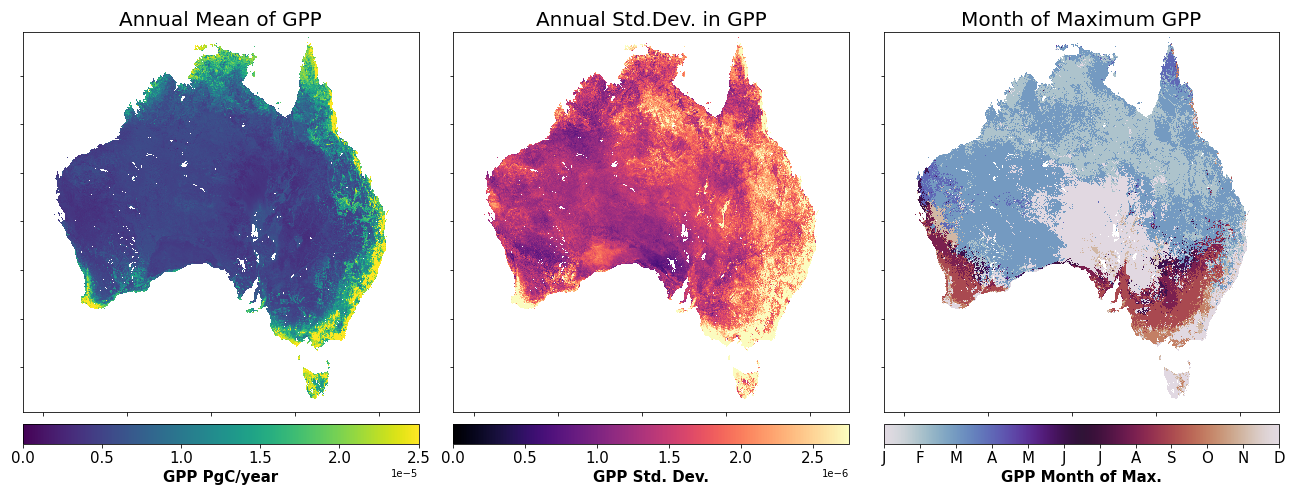 Annual Mean of GPP
Annual Std.Dev. in GPP
Month of Maximum GPP
0.0 0.5 1.0 1.5 2.0 2.5
1e−5
GPP PgC/year
0.0 0.5 1.0 1.5 2.0 2.5
1e−6
GPP Std. Dev.
J F M A M J J A S O N D
GPP Month of Max.